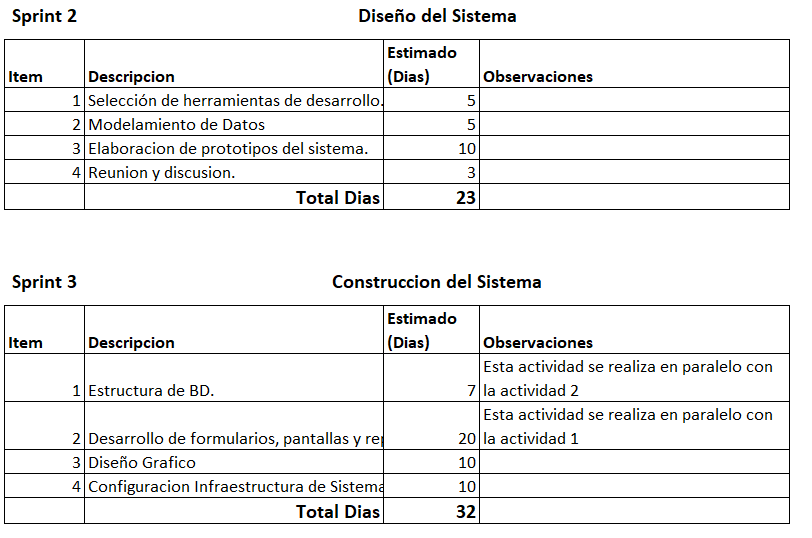 Sprint 2 Diseño del Sistema
Estimado
Item Descripcion (Dias) Observaciones
1 Selección de herramientas de desarrollo. 5
2 Modelamiento de Datos 5
3 Elaboracion de prototipos del sistema. 10
4 Reunion y discusion. 3
Total Dias 23
Sprint 3 Construccion del Sistema
Estimado
Item Descripcion (Dias) Observaciones
Esta actividad se realiza en paralelo con
1 Estructura de BD. 7 la actividad 2
Esta actividad se realiza en paralelo con
2 Desarrollo de formularios, pantallas y 20 la actividad 1
3 Diseño Grafico 10
4 Configuracion Infraestructura de Sistema 10
Total Dias 32